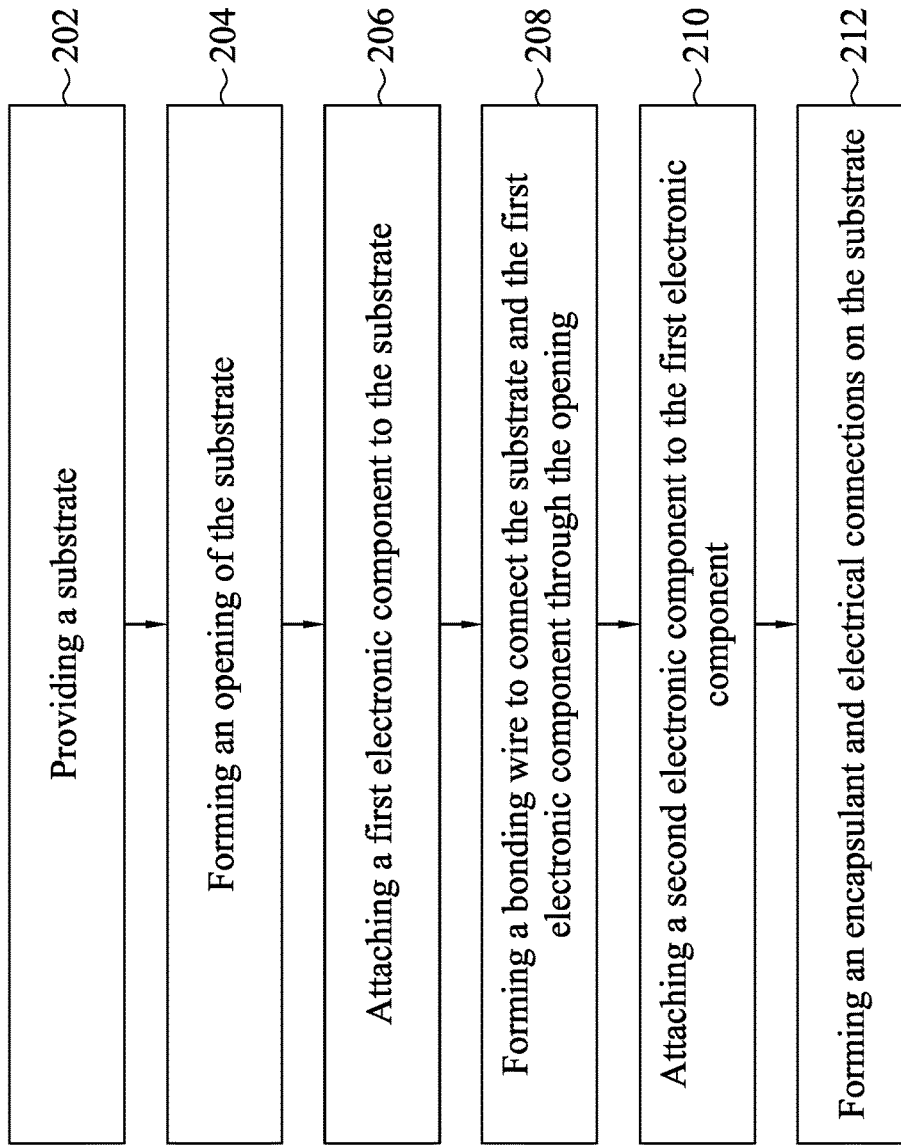 Providing a substrate
~202
Forming an opening of the substrate
~204
Attaching a first electronic component to the substrate
~206
Forming a bonding wire to connect the substrate and the first
electronic component through the opening
~208
Attaching a second electronic component to the first electronic
component
~210
Forming an encapsulant and electrical connections on the substrate
~212